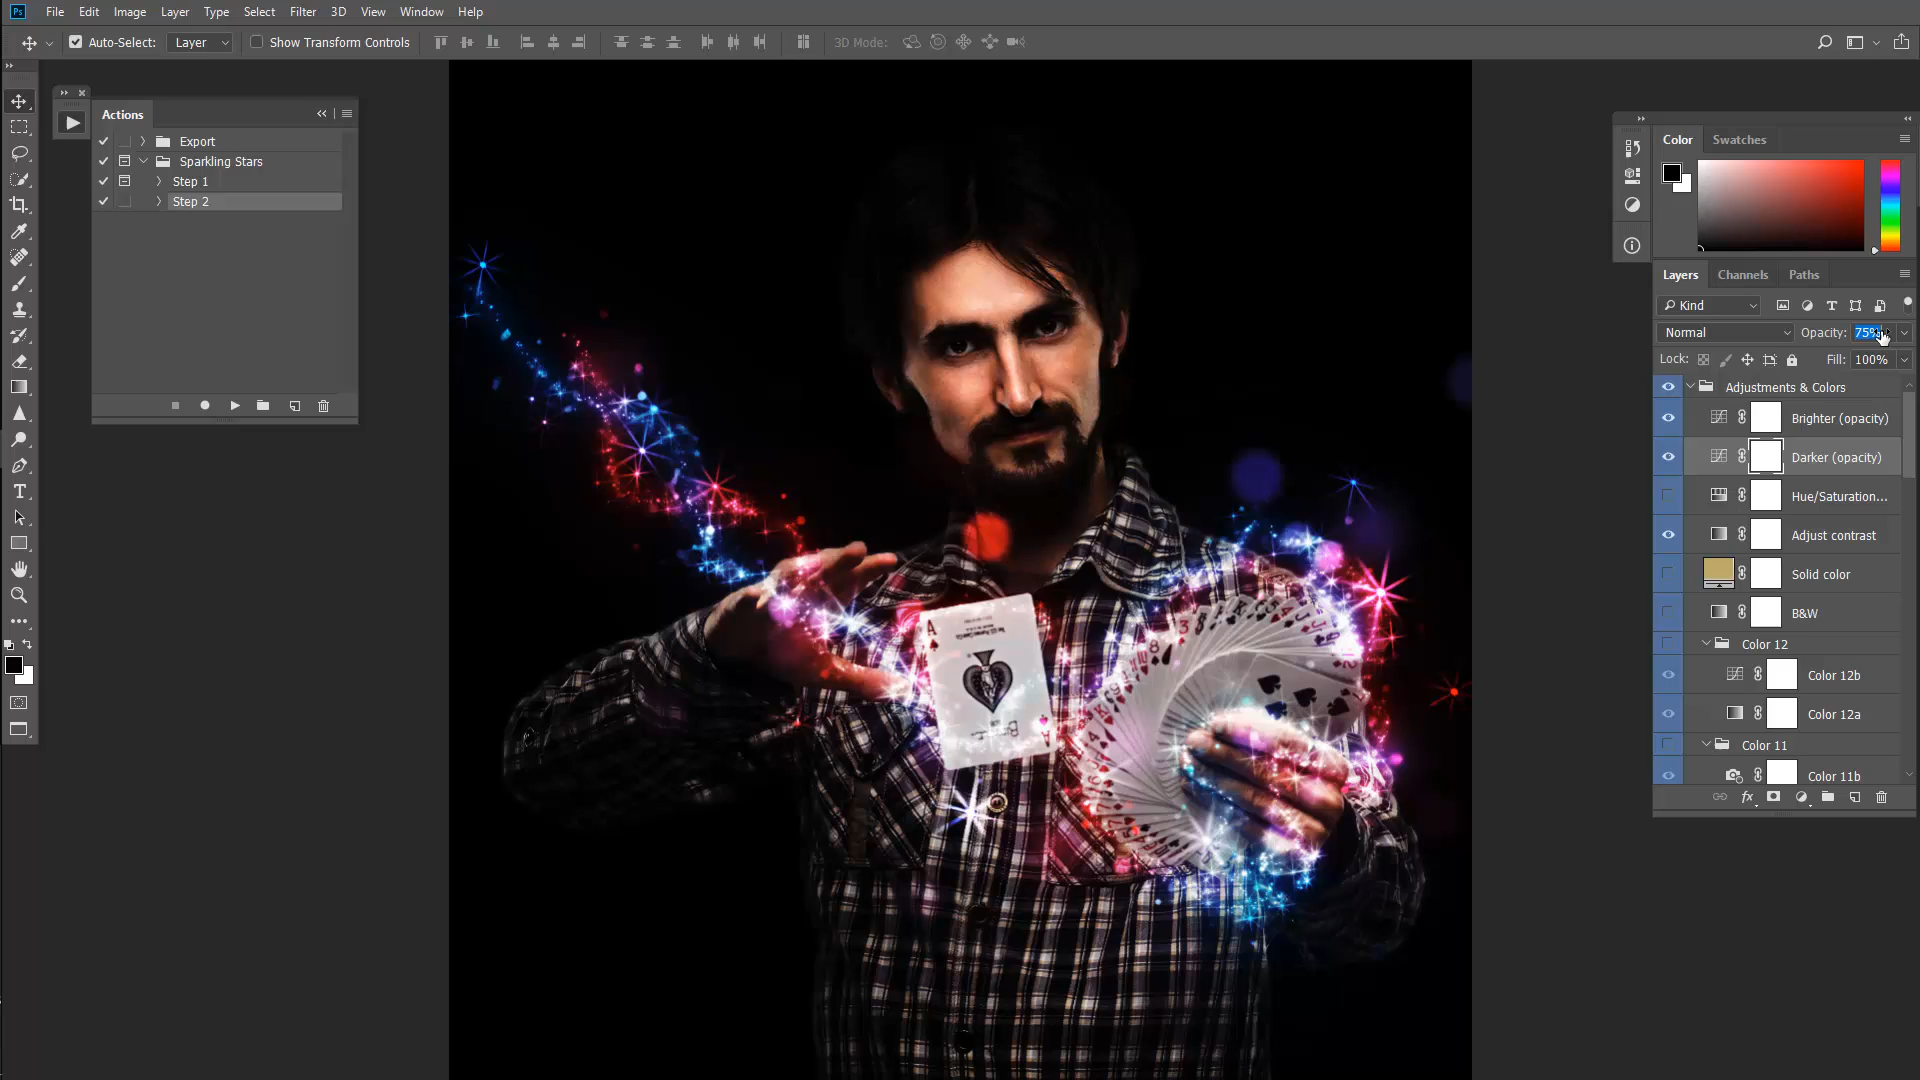 Ps File Edit Image Layer Type Select Filter 3D View Window Help
Auto-Select: Layer Show Transform Controls 3D Mode:
Actions
Export
Sparkling Stars
Step 1
Step 2
Color Swatches
Layers Channels Paths
Kind
Normal Opacity: 75%
Lock: Fill: 100%
Adjustments & Colors
Brighter (opacity)
Darker (opacity)
Hue/Saturation...
Adjust contrast
Solid color
B&W
Color 12
Color 12b
Color 12a
Color 11
Color 11b
A
A